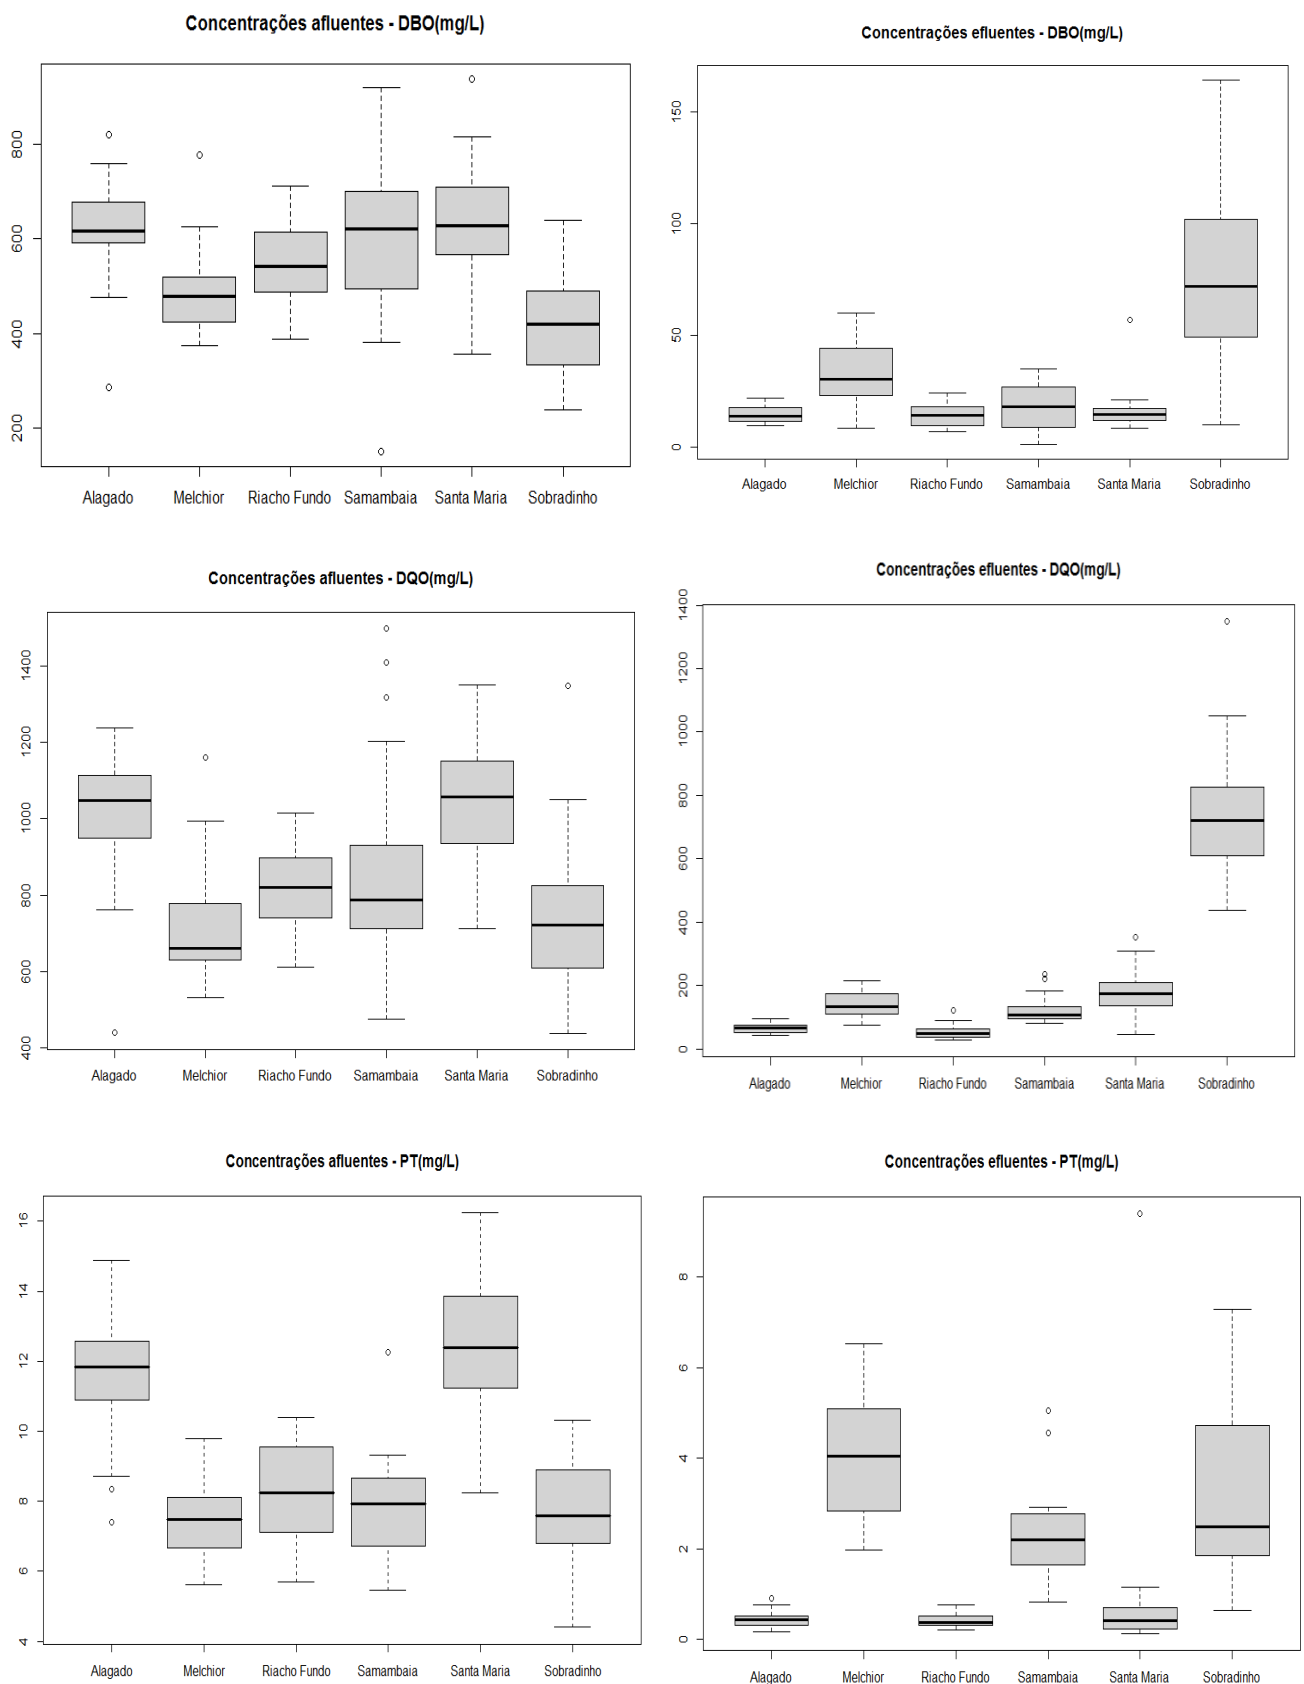 Concentrações afluentes - DBO(mg/L)
800
600
400
200
Alagado Melchior Riacho Fundo Samambaia Santa Maria Sobradinho
Concentrações efluentes - DBO(mg/L)
150
100
50
0
Alagado Melchior Riacho Fundo Samambaia Santa Maria Sobradinho
Concentrações afluentes - DQO(mg/L)
1400
1200
1000
800
600
400
Alagado Melchior Riacho Fundo Samambaia Santa Maria Sobradinho
Concentrações efluentes - DQO(mg/L)
1400
1200
1000
800
600
400
200
0
Alagado Melchior Riacho Fundo Samambaia Santa Maria Sobradinho
Concentrações afluentes - PT(mg/L)
16
14
12
10
8
6
4
Alagado Melchior Riacho Fundo Samambaia Santa Maria Sobradinho
Concentrações efluentes - PT(mg/L)
8
6
4
2
0
Alagado Melchior Riacho Fundo Samambaia Santa Maria Sobradinho